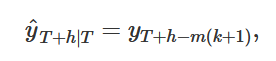 ŷ_{T+h|T} = y_{T+h−m(k+1)},